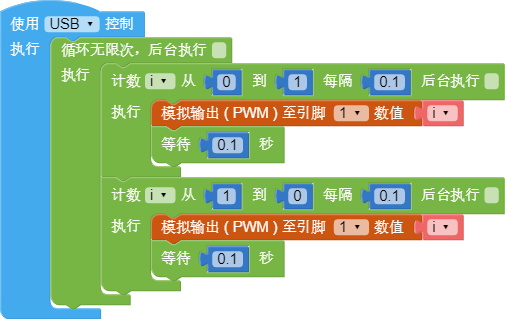 使用 USB 控制
执行 循环无限次，后台执行
执行 计数 i 从 0 到 1 每隔 0.1 后台执行
执行 模拟输出 ( PWM ) 至引脚 1 数值 i
等待 0.1 秒
计数 i 从 1 到 0 每隔 0.1 后台执行
执行 模拟输出 ( PWM ) 至引脚 1 数值 i
等待 0.1 秒